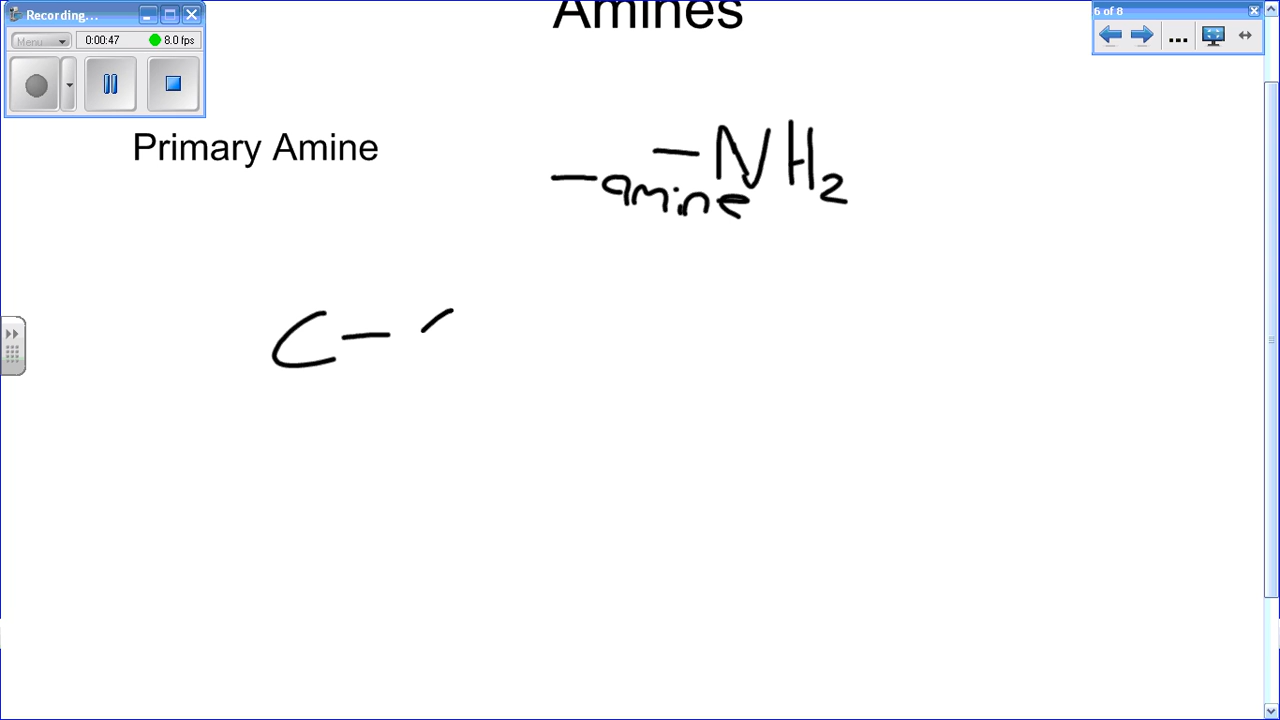 Recording...
Menu
0:00:47
8.0 fps
6 of 8
...
Amines
Primary Amine
–NH₂
–amine
C–